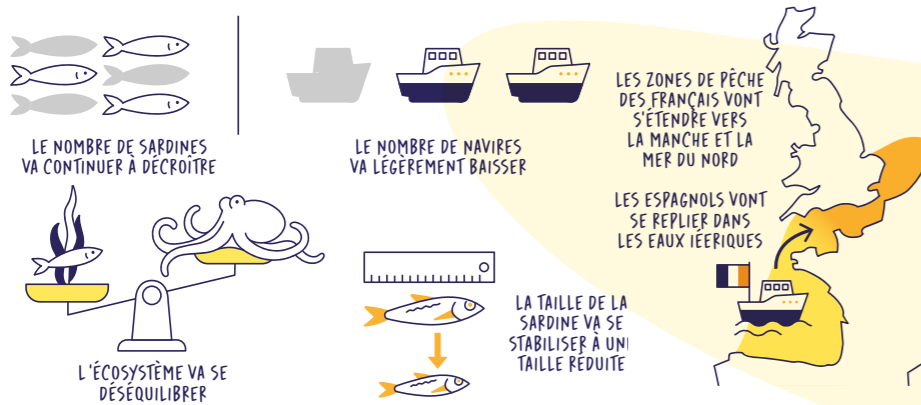 LE NOMBRE DE SARDINES
VA CONTINUER À DÉCROÎTRE
LE NOMBRE DE NAVIRES
VA LÉGÈREMENT BAISSER
LES ZONES DE PÊCHE
DES FRANÇAIS VONT
S'ÉTENDRE VERS
LA MANCHE ET LA
MER DU NORD
LES ESPAGNOLS VONT
SE REPLIER DANS
LES EAUX IÉERIQUES
L'ÉCOSYSTÈME VA SE
DÉSÉQUILIBRER
LA TAILLE DE LA
SARDINE VA SE
STABILISER À UNI
TAILLE RÉDUITE